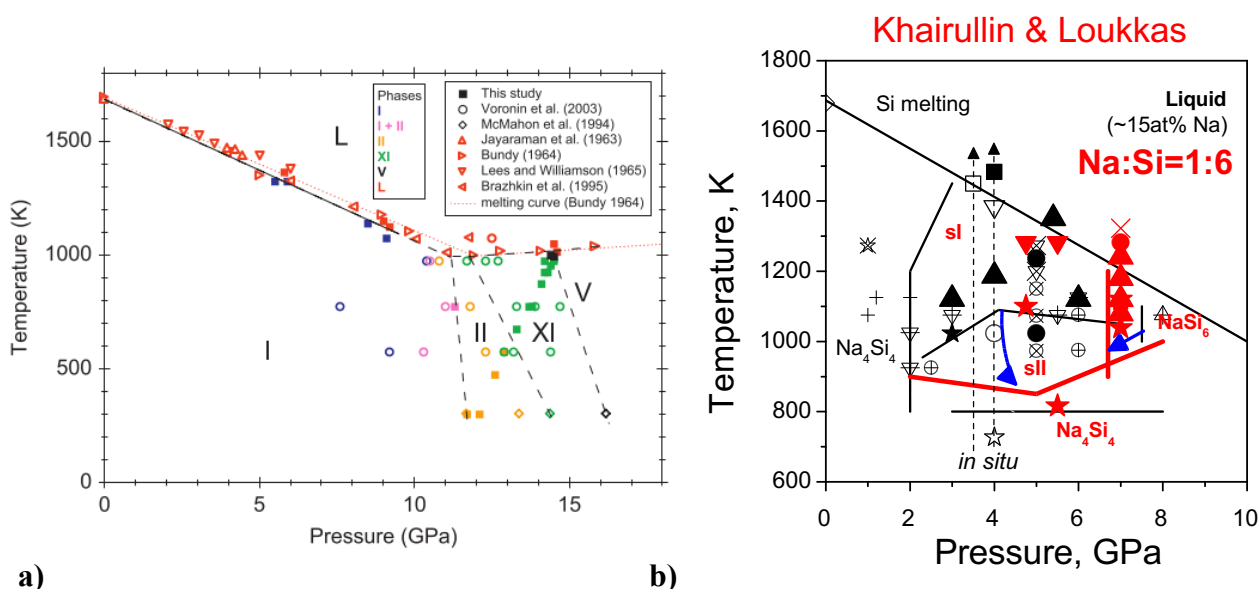 Temperature (K)
1500
1000
500
0
0
5
10
15
Pressure (GPa)
Phases
I
I + II
II
XI
V
L
This study
Voronin et al. (2003)
McMahon et al. (1994)
Jayaraman et al. (1963)
Bundy (1964)
Lees and Williamson (1965)
Brazhkin et al. (1995)
melting curve (Bundy 1964)
L
I
II
XI
V
a)
Khairullin & Loukkas
Temperature, K
1800
1600
1400
1200
1000
800
600
0
2
4
6
8
10
Pressure, GPa
Si melting
Liquid
(~15at% Na)
Na:Si=1:6
sI
NaSi6
Na4Si4
sII
Na4Si4
in situ
b)